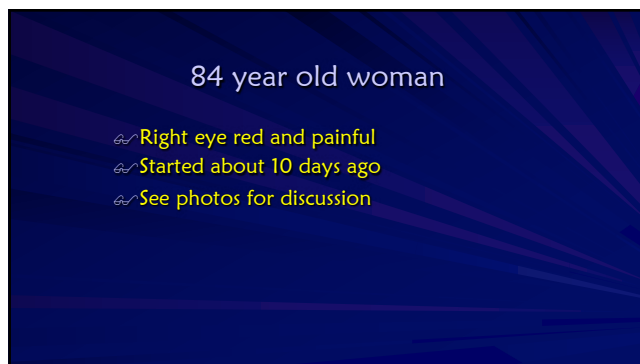 84 year old woman
Right eye red and painful
Started about 10 days ago
See photos for discussion